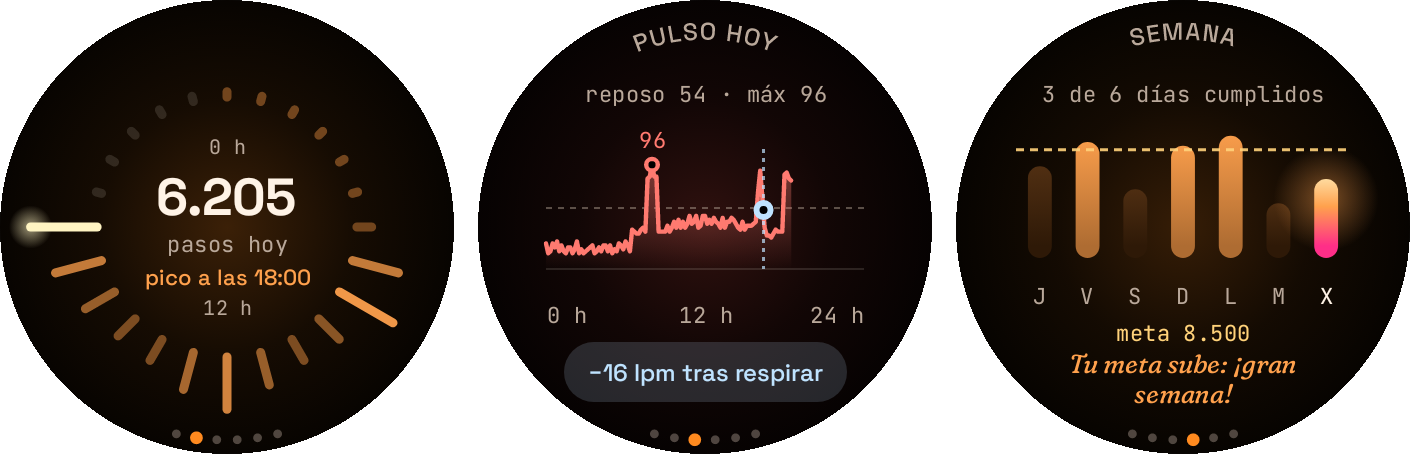 0 h
6.205
pasos hoy
pico a las 18:00
12 h
PULSO HOY
reposo 54 · máx 96
96
0 h 12 h 24 h
−16 lpm tras respirar
SEMANA
3 de 6 días cumplidos
J V S D L M X
meta 8.500
Tu meta sube: ¡gran
semana!